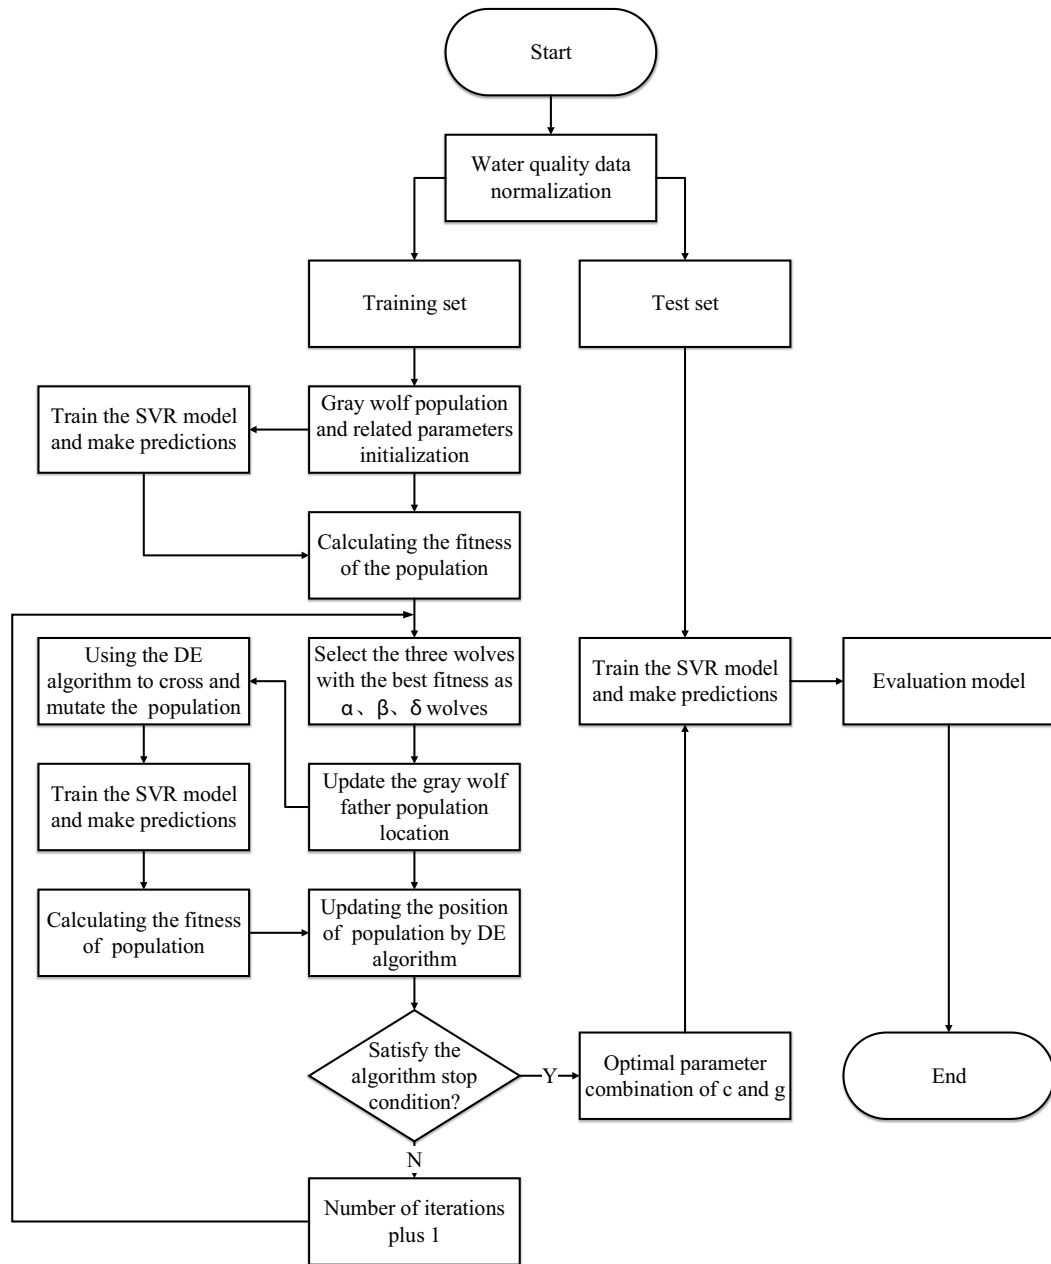 Start
Water quality data
normalization
Training set
Test set
Train the SVR model
and make predictions
Gray wolf population
and related parameters
initialization
Calculating the fitness
of the population
Using the DE
algorithm to cross and
mutate the population
Select the three wolves
with the best fitness as
α、β、δ wolves
Train the SVR model
and make predictions
Evaluation model
Train the SVR model
and make predictions
Update the gray wolf
father population
location
Calculating the fitness
of population
Updating the position
of population by DE
algorithm
Satisfy the
algorithm stop
condition?
Y
Optimal parameter
combination of c and g
End
N
Number of iterations
plus 1